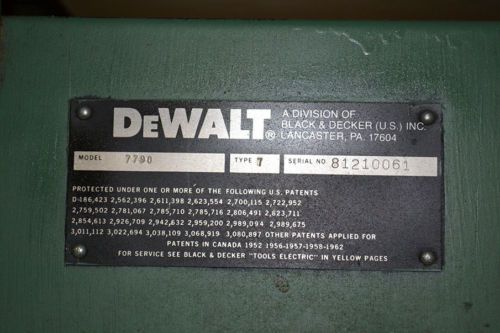 DEWALT® A DIVISION OF
BLACK & DECKER (U.S.) INC.
LANCASTER, PA. 17604
MODEL 7790 TYPE 7 SERIAL NO. 81210061
PROTECTED UNDER ONE OR MORE OF THE FOLLOWING U.S. PATENTS
D-186,423 2,562,396 2,611,398 2,623,554 2,700,115 2,722,952
2,759,502 2,781,067 2,785,710 2,785,716 2,806,491 2,823,711
2,854,613 2,926,709 2,942,632 2,959,200 2,989,094 2,989,675
3,011,112 3,022,694 3,038,109 3,068,919 3,080,897 OTHER PATENTS APPLIED FOR
PATENTS IN CANADA 1952 1956-1957-1958-1962
FOR SERVICE SEE BLACK & DECKER "TOOLS ELECTRIC" IN YELLOW PAGES